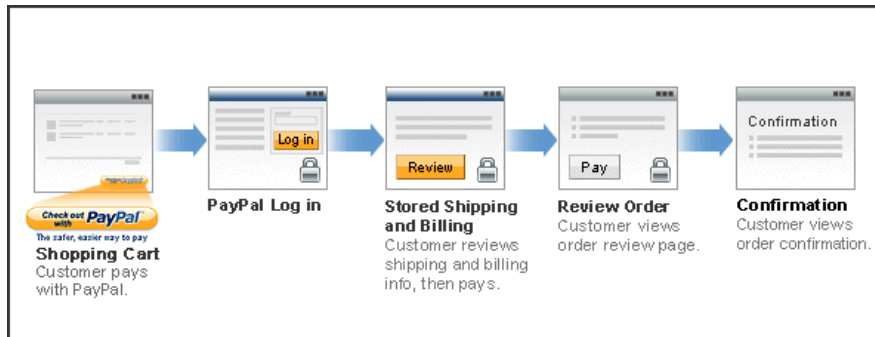 Log in
Review
Pay
Confirmation
Check out with PayPal
The safer, easier way to pay
Shopping Cart
Customer pays
with PayPal.
PayPal Log in
Stored Shipping
and Billing
Customer reviews
shipping and billing
info, then pays.
Review Order
Customer views
order review page.
Confirmation
Customer views
order confirmation.